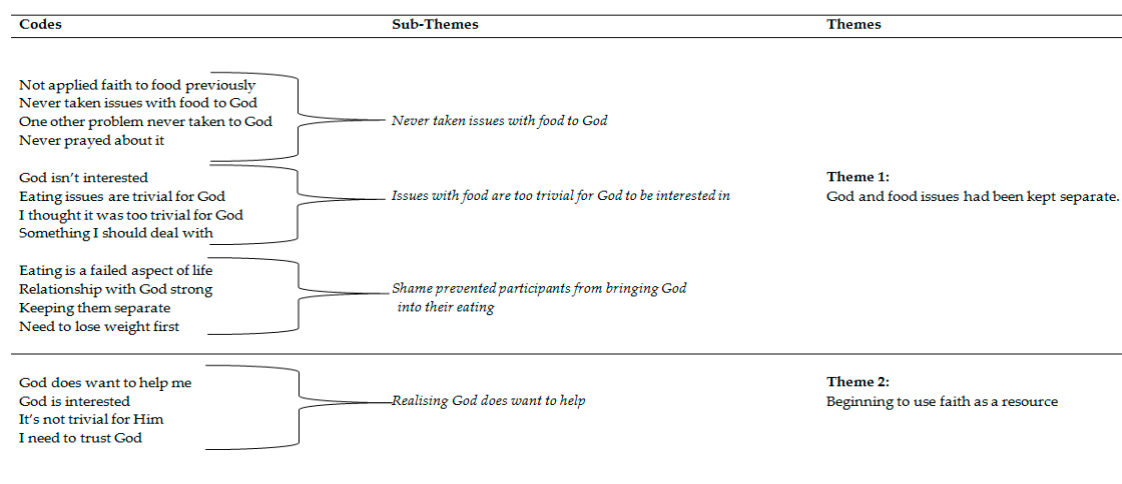 Codes Sub-Themes Themes
Not applied faith to food previously
Never taken issues with food to God
One other problem never taken to God
Never prayed about it
Never taken issues with food to God
God isn't interested
Eating issues are trivial for God
I thought it was too trivial for God
Something I should deal with
Issues with food are too trivial for God to be interested in
Eating is a failed aspect of life
Relationship with God strong
Keeping them separate
Need to lose weight first
Shame prevented participants from bringing God
into their eating
Theme 1:
God and food issues had been kept separate.
God does want to help me
God is interested
It's not trivial for Him
I need to trust God
Realising God does want to help
Theme 2:
Beginning to use faith as a resource